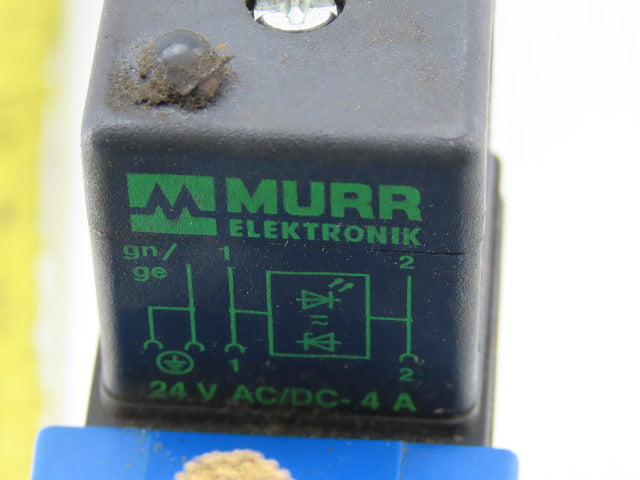 MURR
ELEKTRONIK
gn/ 1 2
ge
1 2
24 V AC/DC- 4 A